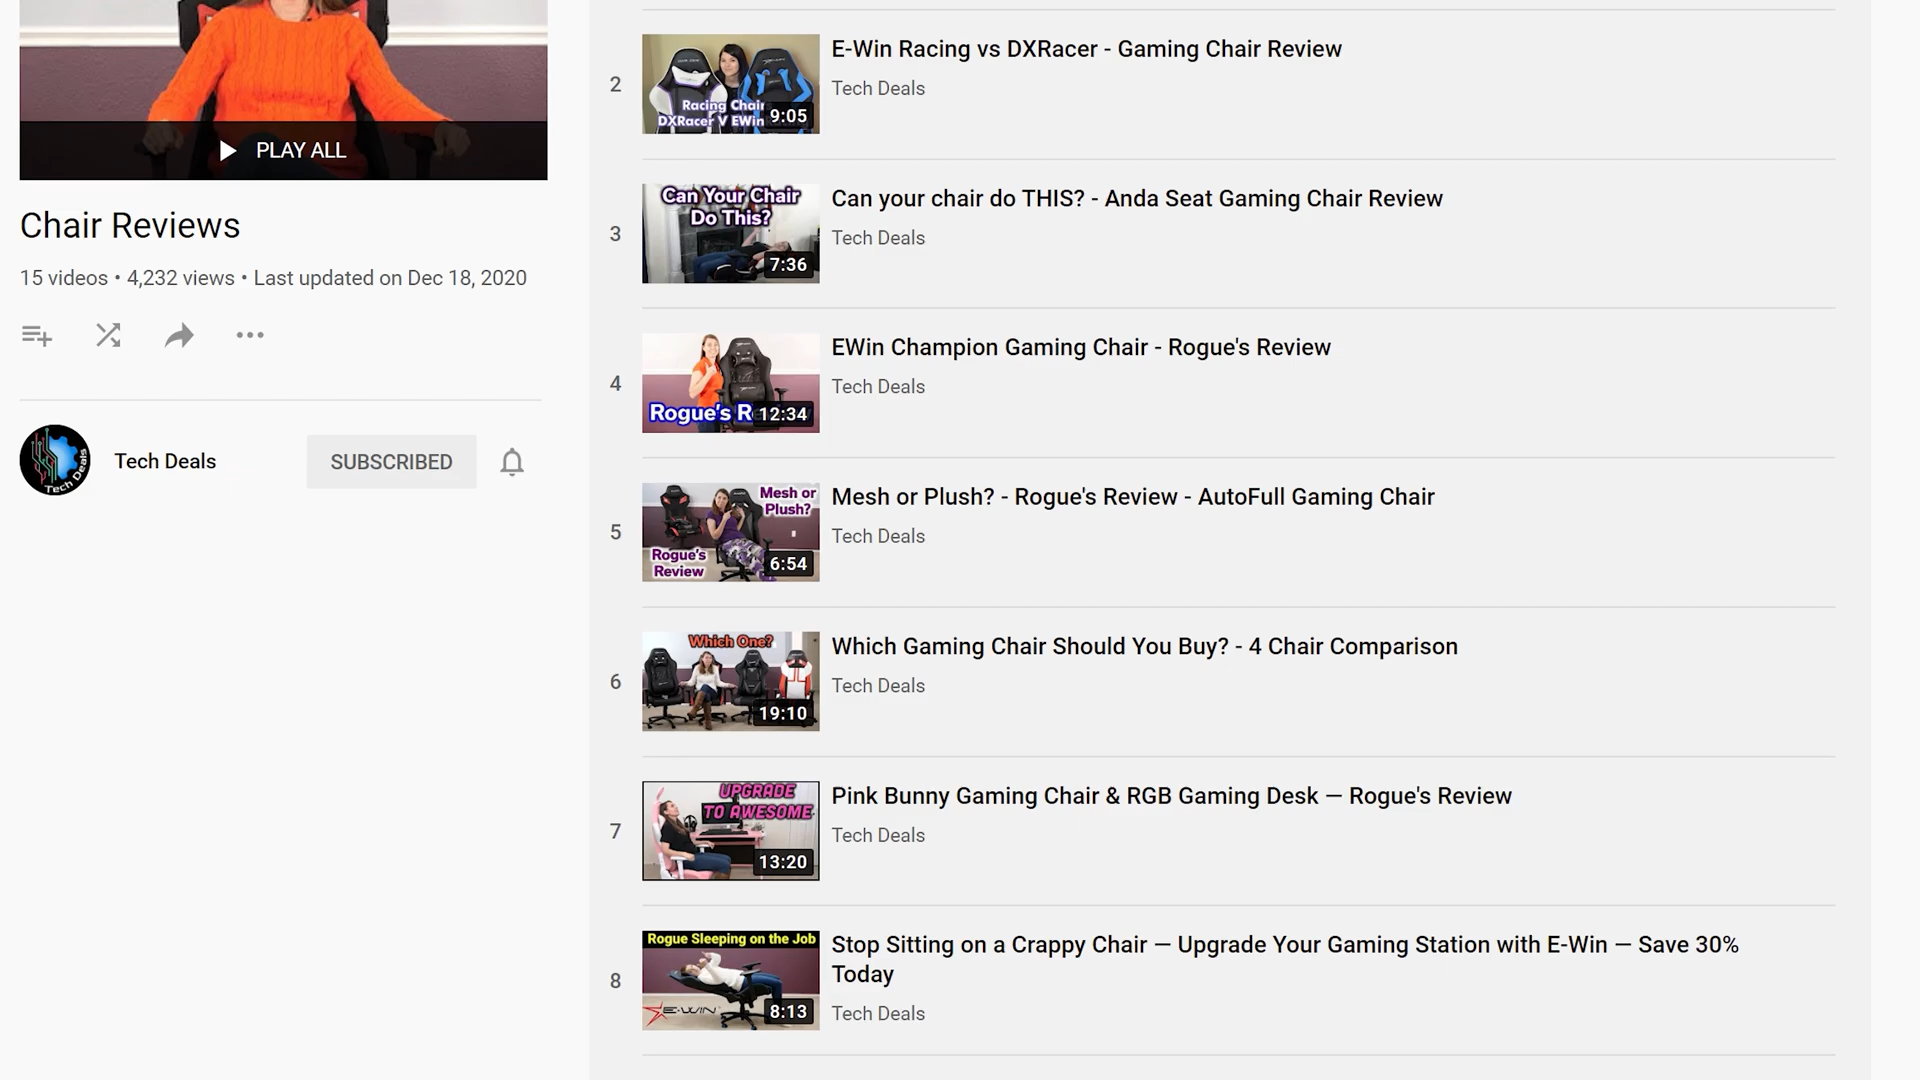 PLAY ALL
Chair Reviews
15 videos • 4,232 views • Last updated on Dec 18, 2020
Tech Deals
Tech Deals
SUBSCRIBED
2
Racing Chair
DXRacer V EWin
9:05
E-Win Racing vs DXRacer - Gaming Chair Review
Tech Deals
3
Can Your Chair
Do This?
7:36
Can your chair do THIS? - Anda Seat Gaming Chair Review
Tech Deals
4
Rogue's R
12:34
EWin Champion Gaming Chair - Rogue's Review
Tech Deals
5
Mesh or
Plush?
Rogue's
Review
6:54
Mesh or Plush? - Rogue's Review - AutoFull Gaming Chair
Tech Deals
6
Which One?
19:10
Which Gaming Chair Should You Buy? - 4 Chair Comparison
Tech Deals
7
UPGRADE
TO AWESOME
13:20
Pink Bunny Gaming Chair & RGB Gaming Desk — Rogue's Review
Tech Deals
8
Rogue Sleeping on the Job
E-WIN
8:13
Stop Sitting on a Crappy Chair — Upgrade Your Gaming Station with E-Win — Save 30%
Today
Tech Deals